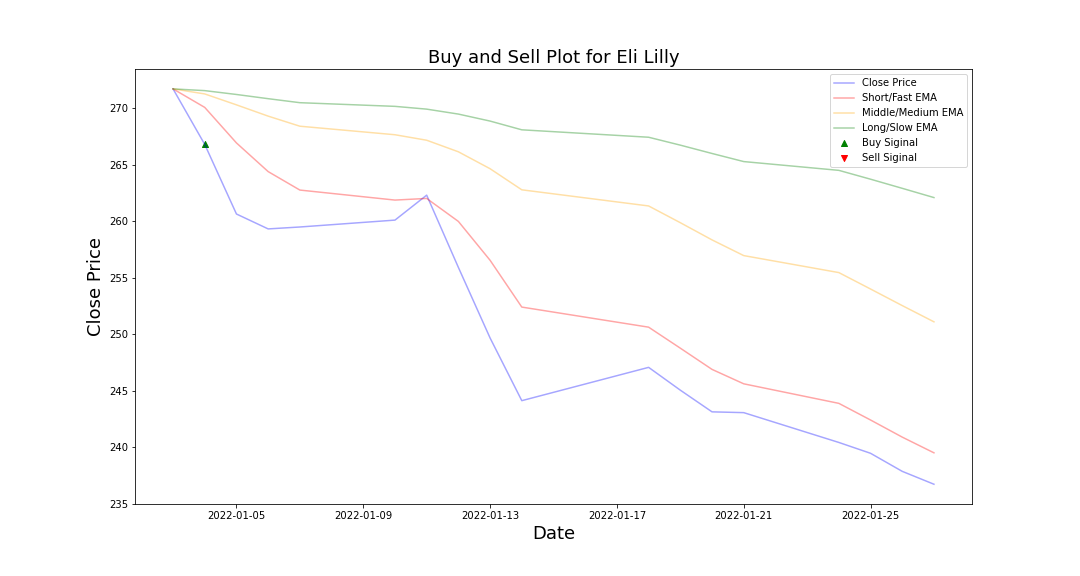 Buy and Sell Plot for Eli Lilly
Close Price
Short/Fast EMA
Middle/Medium EMA
Long/Slow EMA
Buy Siginal
Sell Siginal
Close Price
270
265
260
255
250
245
240
235
2022-01-05
2022-01-09
2022-01-13
2022-01-17
2022-01-21
2022-01-25
Date